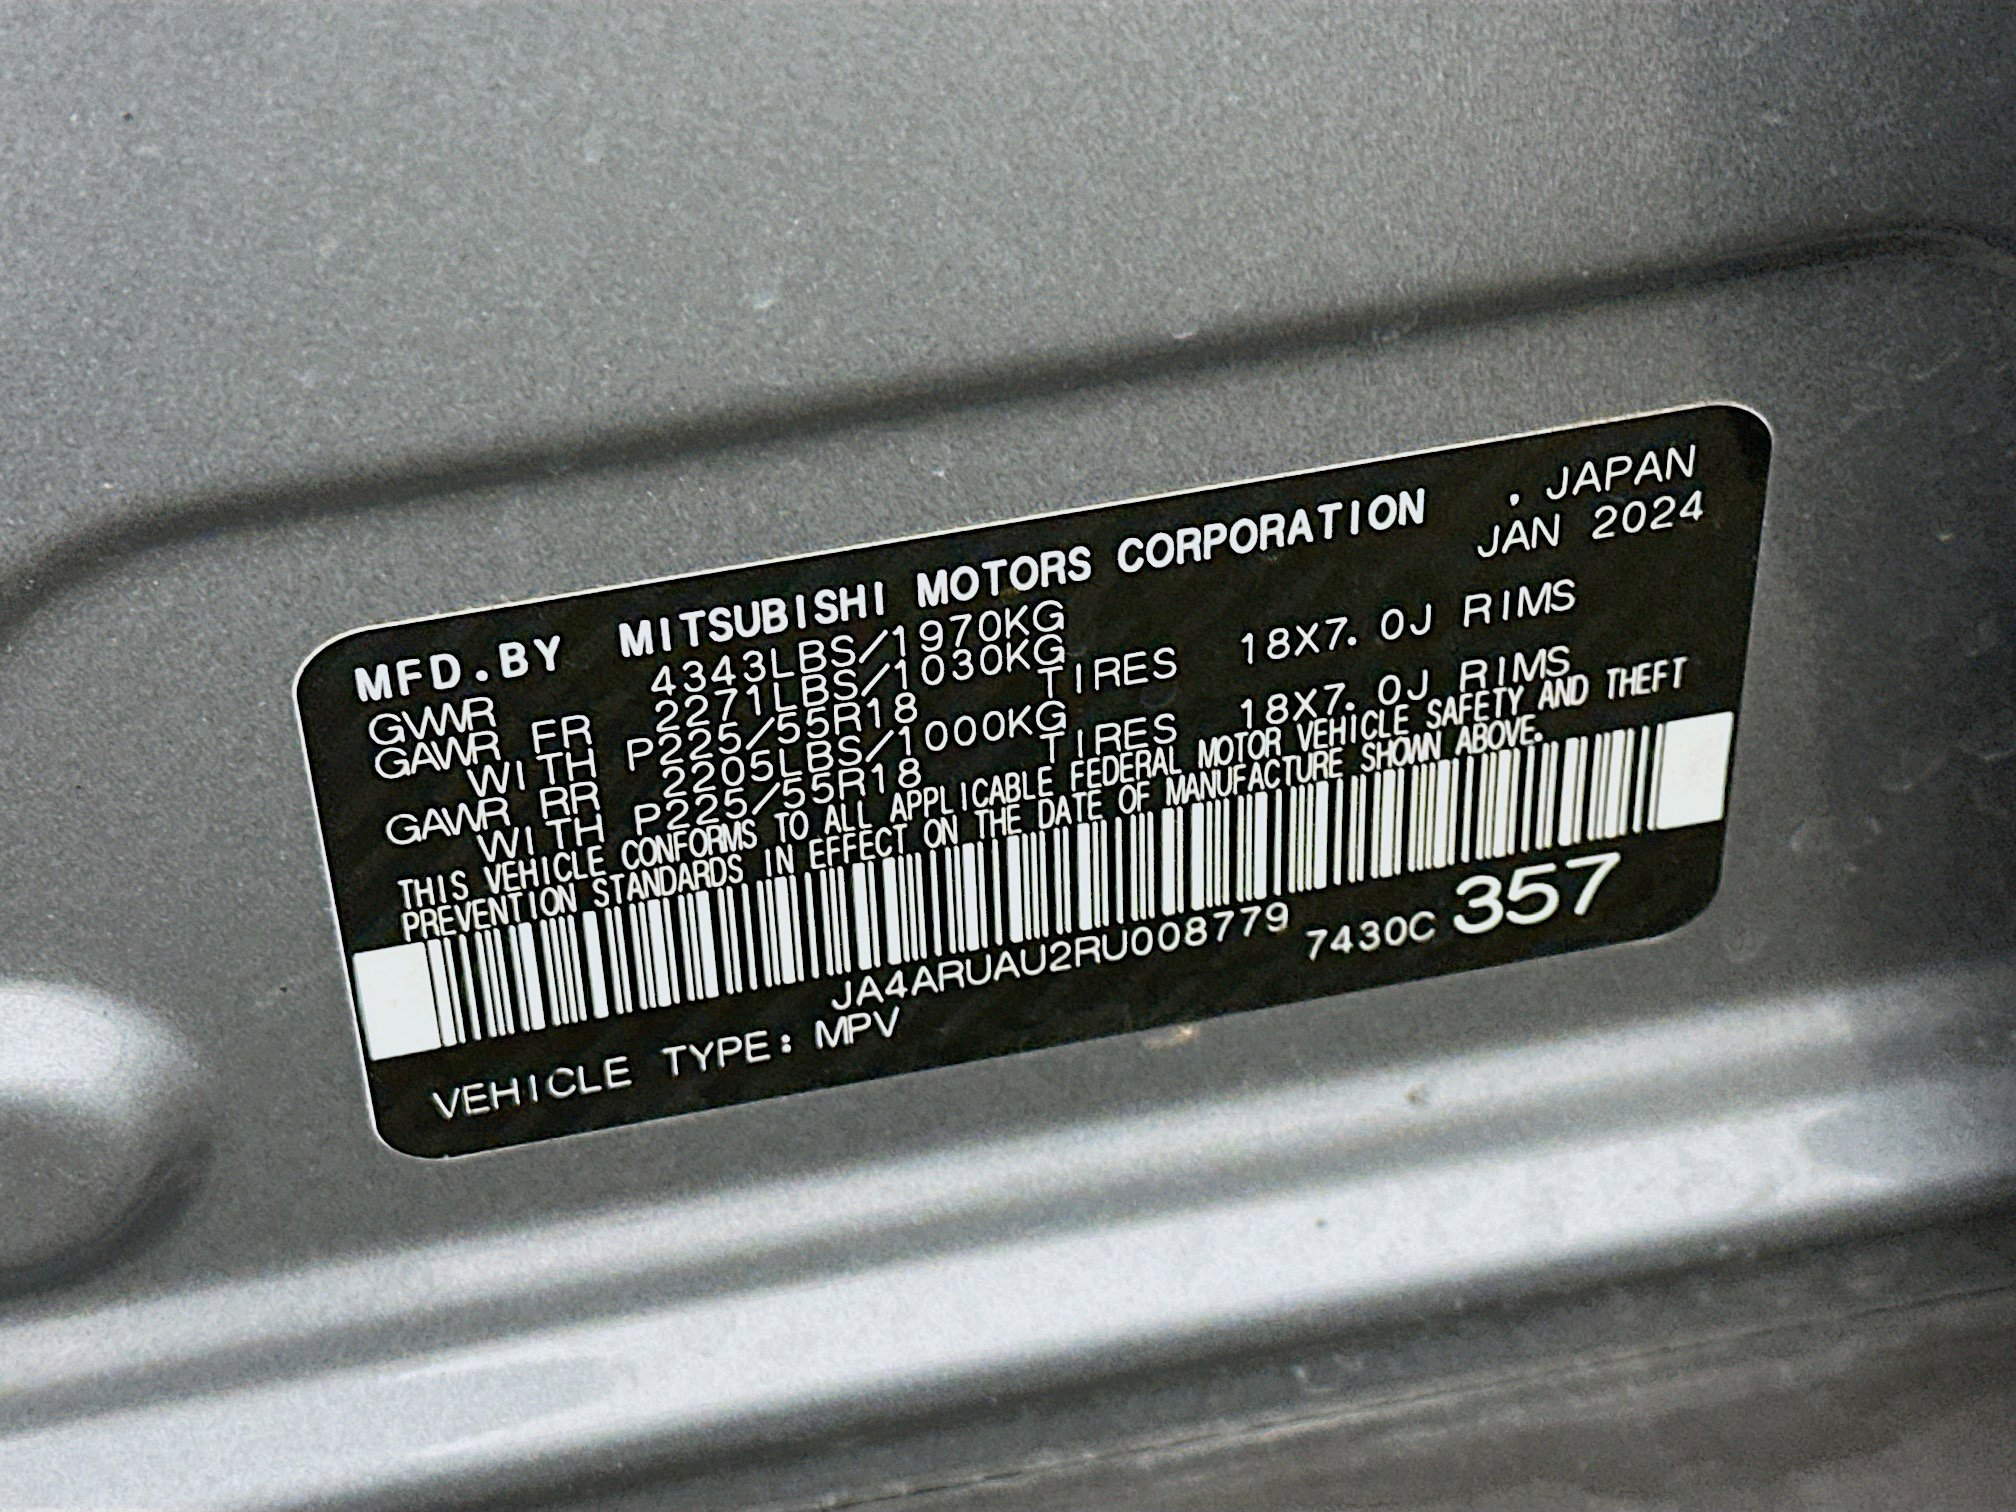 MFD.BY MITSUBISHI MOTORS CORPORATION . JAPAN
GVWR 4343LBS/1970KG JAN 2024
GAWR FR 2271LBS/1030KG
WITH P225/55R18 TIRES 18X7.0J RIMS
GAWR RR 2205LBS/1000KG
WITH P225/55R18 TIRES 18X7.0J RIMS
THIS VEHICLE CONFORMS TO ALL APPLICABLE FEDERAL MOTOR VEHICLE SAFETY AND THEFT
PREVENTION STANDARDS IN EFFECT ON THE DATE OF MANUFACTURE SHOWN ABOVE.
JA4ARUAU2RU008779 7430C 357
VEHICLE TYPE: MPV